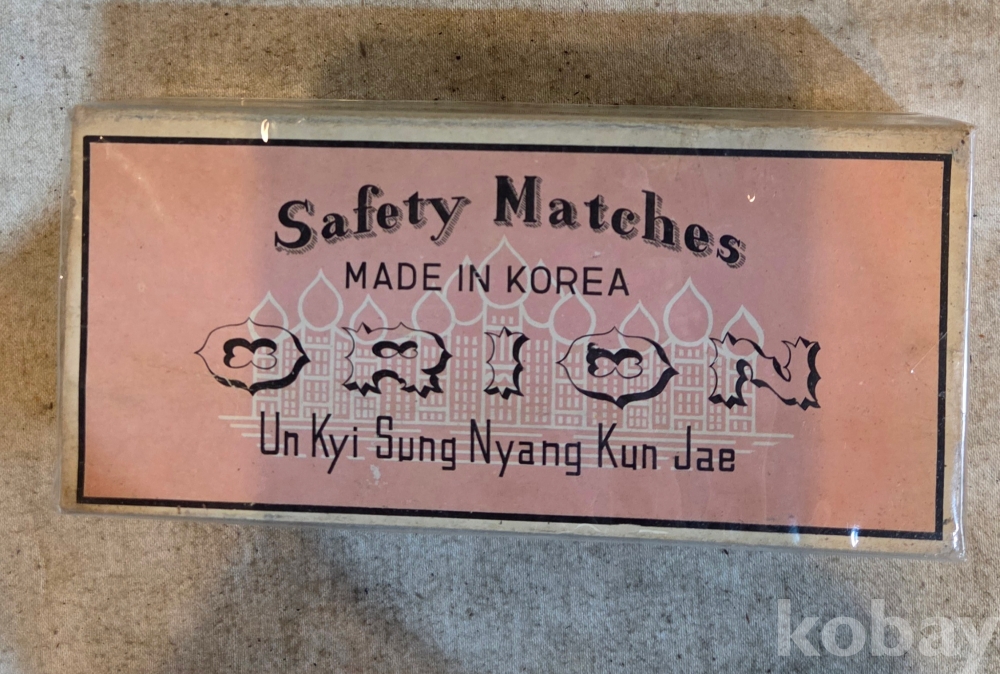 Safety Matches
MADE IN KOREA
ORION
Un Kyi Sung Nyang Kun Jae
kobay